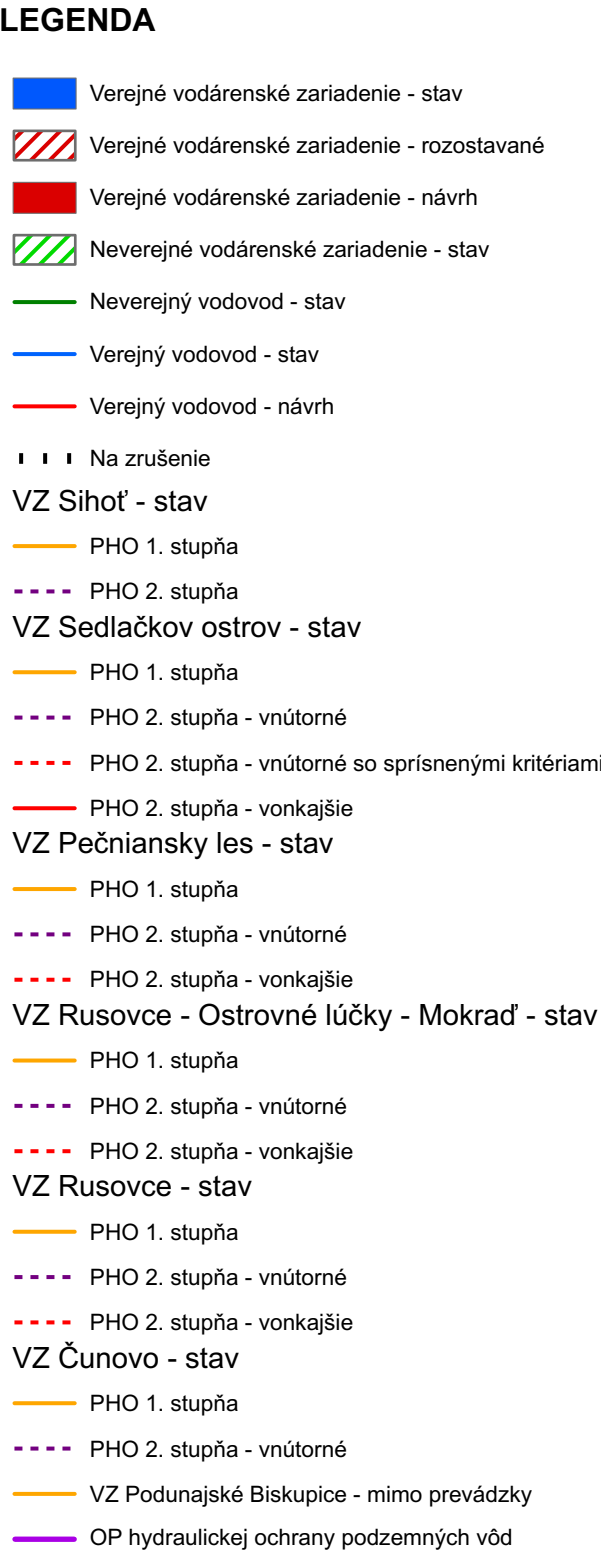 LEGENDA
Verejné vodárenské zariadenie - stav
Verejné vodárenské zariadenie - rozostavané
Verejné vodárenské zariadenie - návrh
Neverejné vodárenské zariadenie - stav
Neverejný vodovod - stav
Verejný vodovod - stav
Verejný vodovod - návrh
Na zrušenie
VZ Sihoť - stav
PHO 1. stupňa
PHO 2. stupňa
VZ Sedlačkov ostrov - stav
PHO 1. stupňa
PHO 2. stupňa - vnútorné
PHO 2. stupňa - vnútorné so sprísnenými kritériami
PHO 2. stupňa - vonkajšie
VZ Pečniansky les - stav
PHO 1. stupňa
PHO 2. stupňa - vnútorné
PHO 2. stupňa - vonkajšie
VZ Rusovce - Ostrovné lúčky - Mokraď - stav
PHO 1. stupňa
PHO 2. stupňa - vnútorné
PHO 2. stupňa - vonkajšie
VZ Rusovce - stav
PHO 1. stupňa
PHO 2. stupňa - vnútorné
PHO 2. stupňa - vonkajšie
VZ Čunovo - stav
PHO 1. stupňa
PHO 2. stupňa - vnútorné
VZ Podunajské Biskupice - mimo prevádzky
OP hydraulickej ochrany podzemných vôd